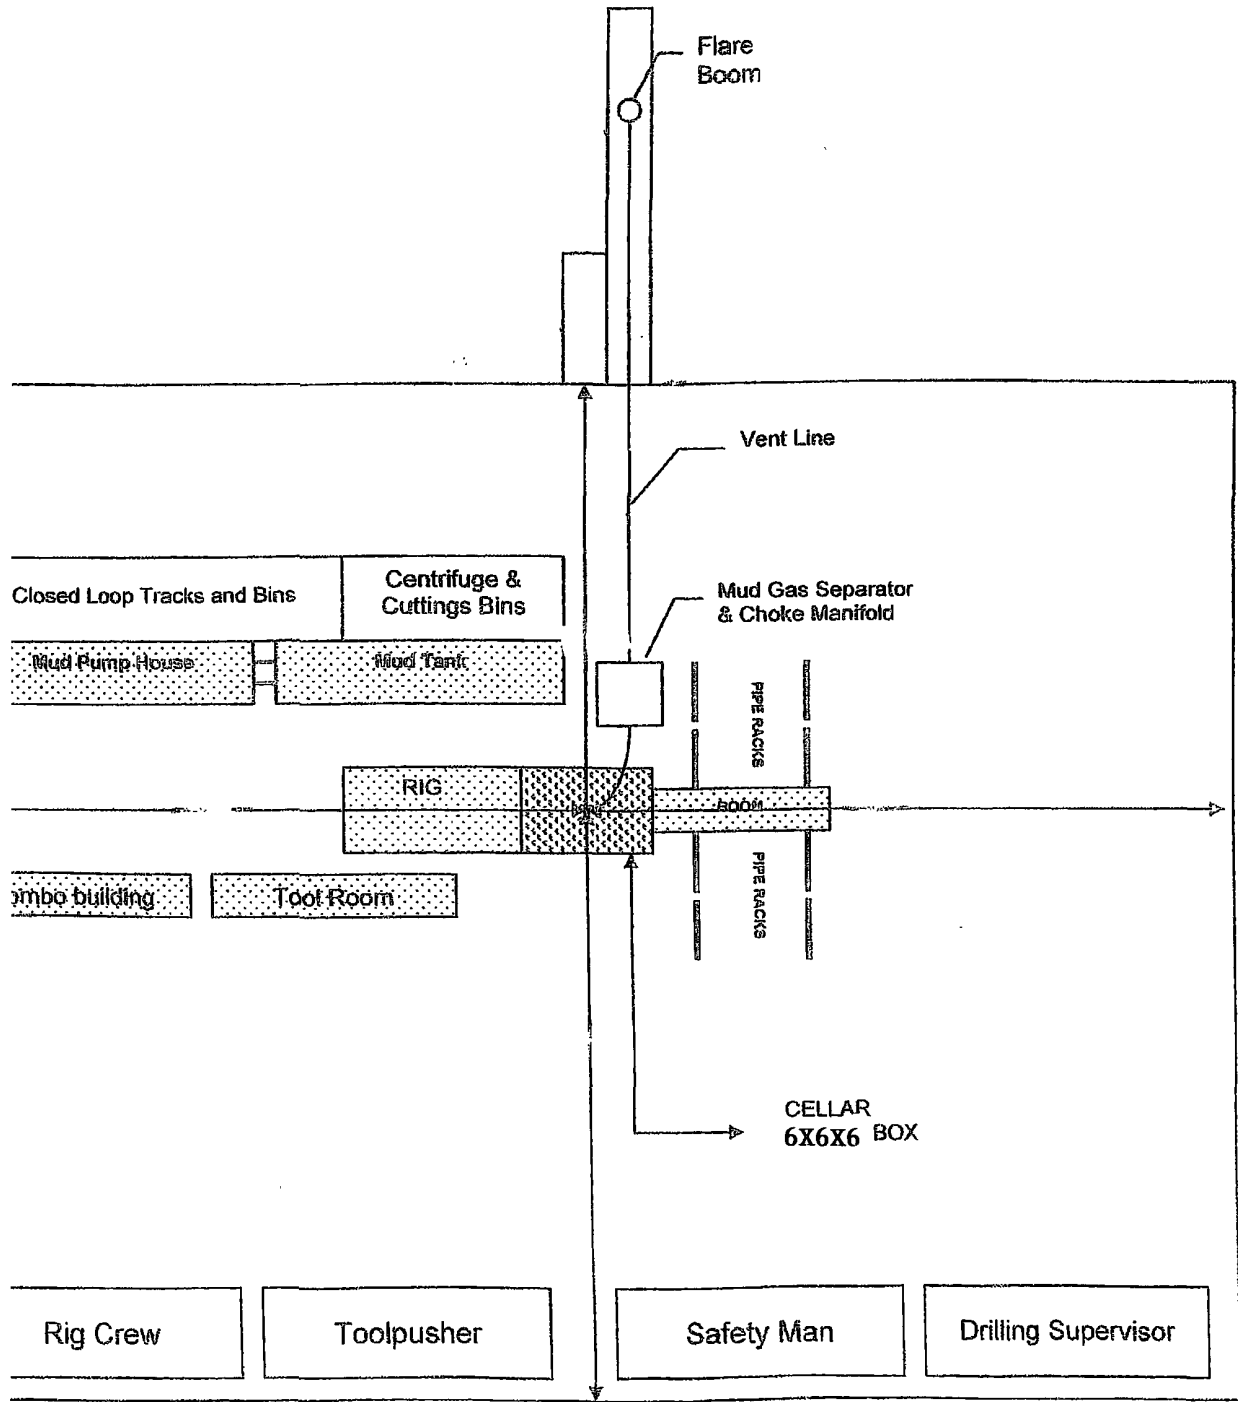 Flare
Boom
Vent Line
Closed Loop Tracks and Bins
Centrifuge &
Cuttings Bins
Mud Gas Separator
& Choke Manifold
Mud Pump House
Mud Tank
PIPE RACKS
RIG
ombo building
Tool Room
PIPE RACKS
CELLAR
6X6X6 BOX
Rig Crew
Toolpusher
Safety Man
Drilling Supervisor